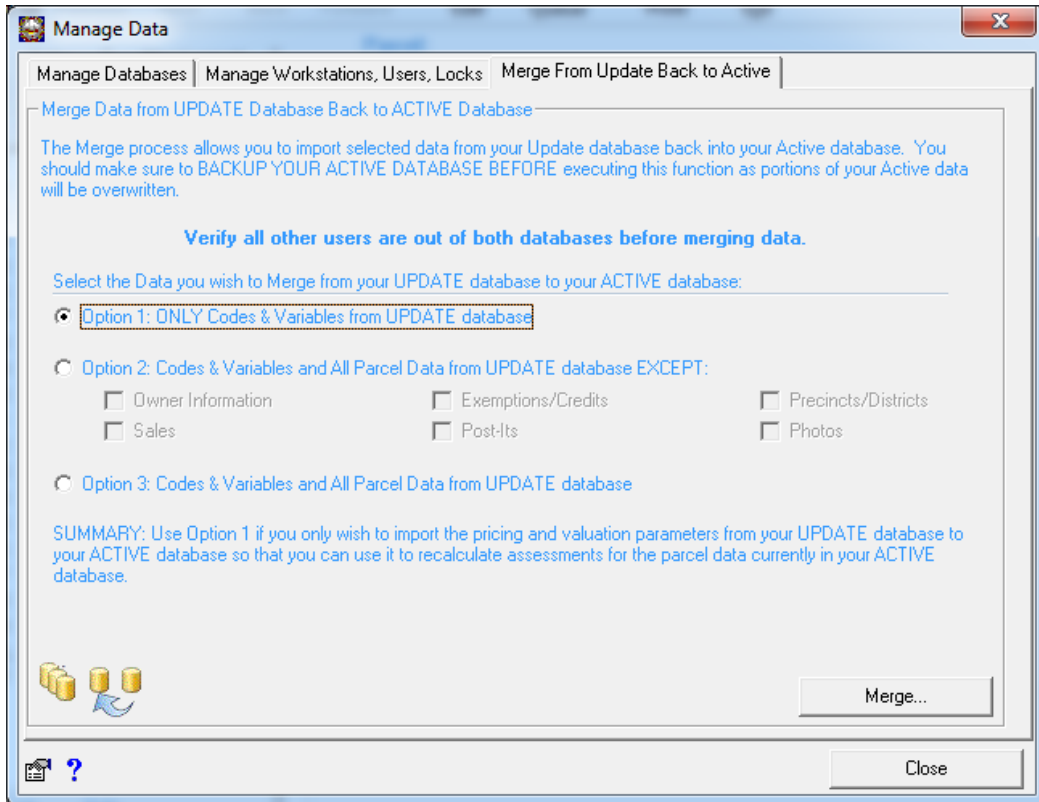 Manage Data
Manage Databases Manage Workstations, Users, Locks Merge From Update Back to Active
Merge Data from UPDATE Database Back to ACTIVE Database
The Merge process allows you to import selected data from your Update database back into your Active database. You
should make sure to BACKUP YOUR ACTIVE DATABASE BEFORE executing this function as portions of your Active data
will be overwritten.
Verify all other users are out of both databases before merging data.
Select the Data you wish to Merge from your UPDATE database to your ACTIVE database:
Option 1: ONLY Codes & Variables from UPDATE database
Option 2: Codes & Variables and All Parcel Data from UPDATE database EXCEPT:
Owner Information Exemptions/Credits Precincts/Districts
Sales Post-Its Photos
Option 3: Codes & Variables and All Parcel Data from UPDATE database
SUMMARY: Use Option 1 if you only wish to import the pricing and valuation parameters from your UPDATE database to
your ACTIVE database so that you can use it to recalculate assessments for the parcel data currently in your ACTIVE
database.
Merge...
? Close